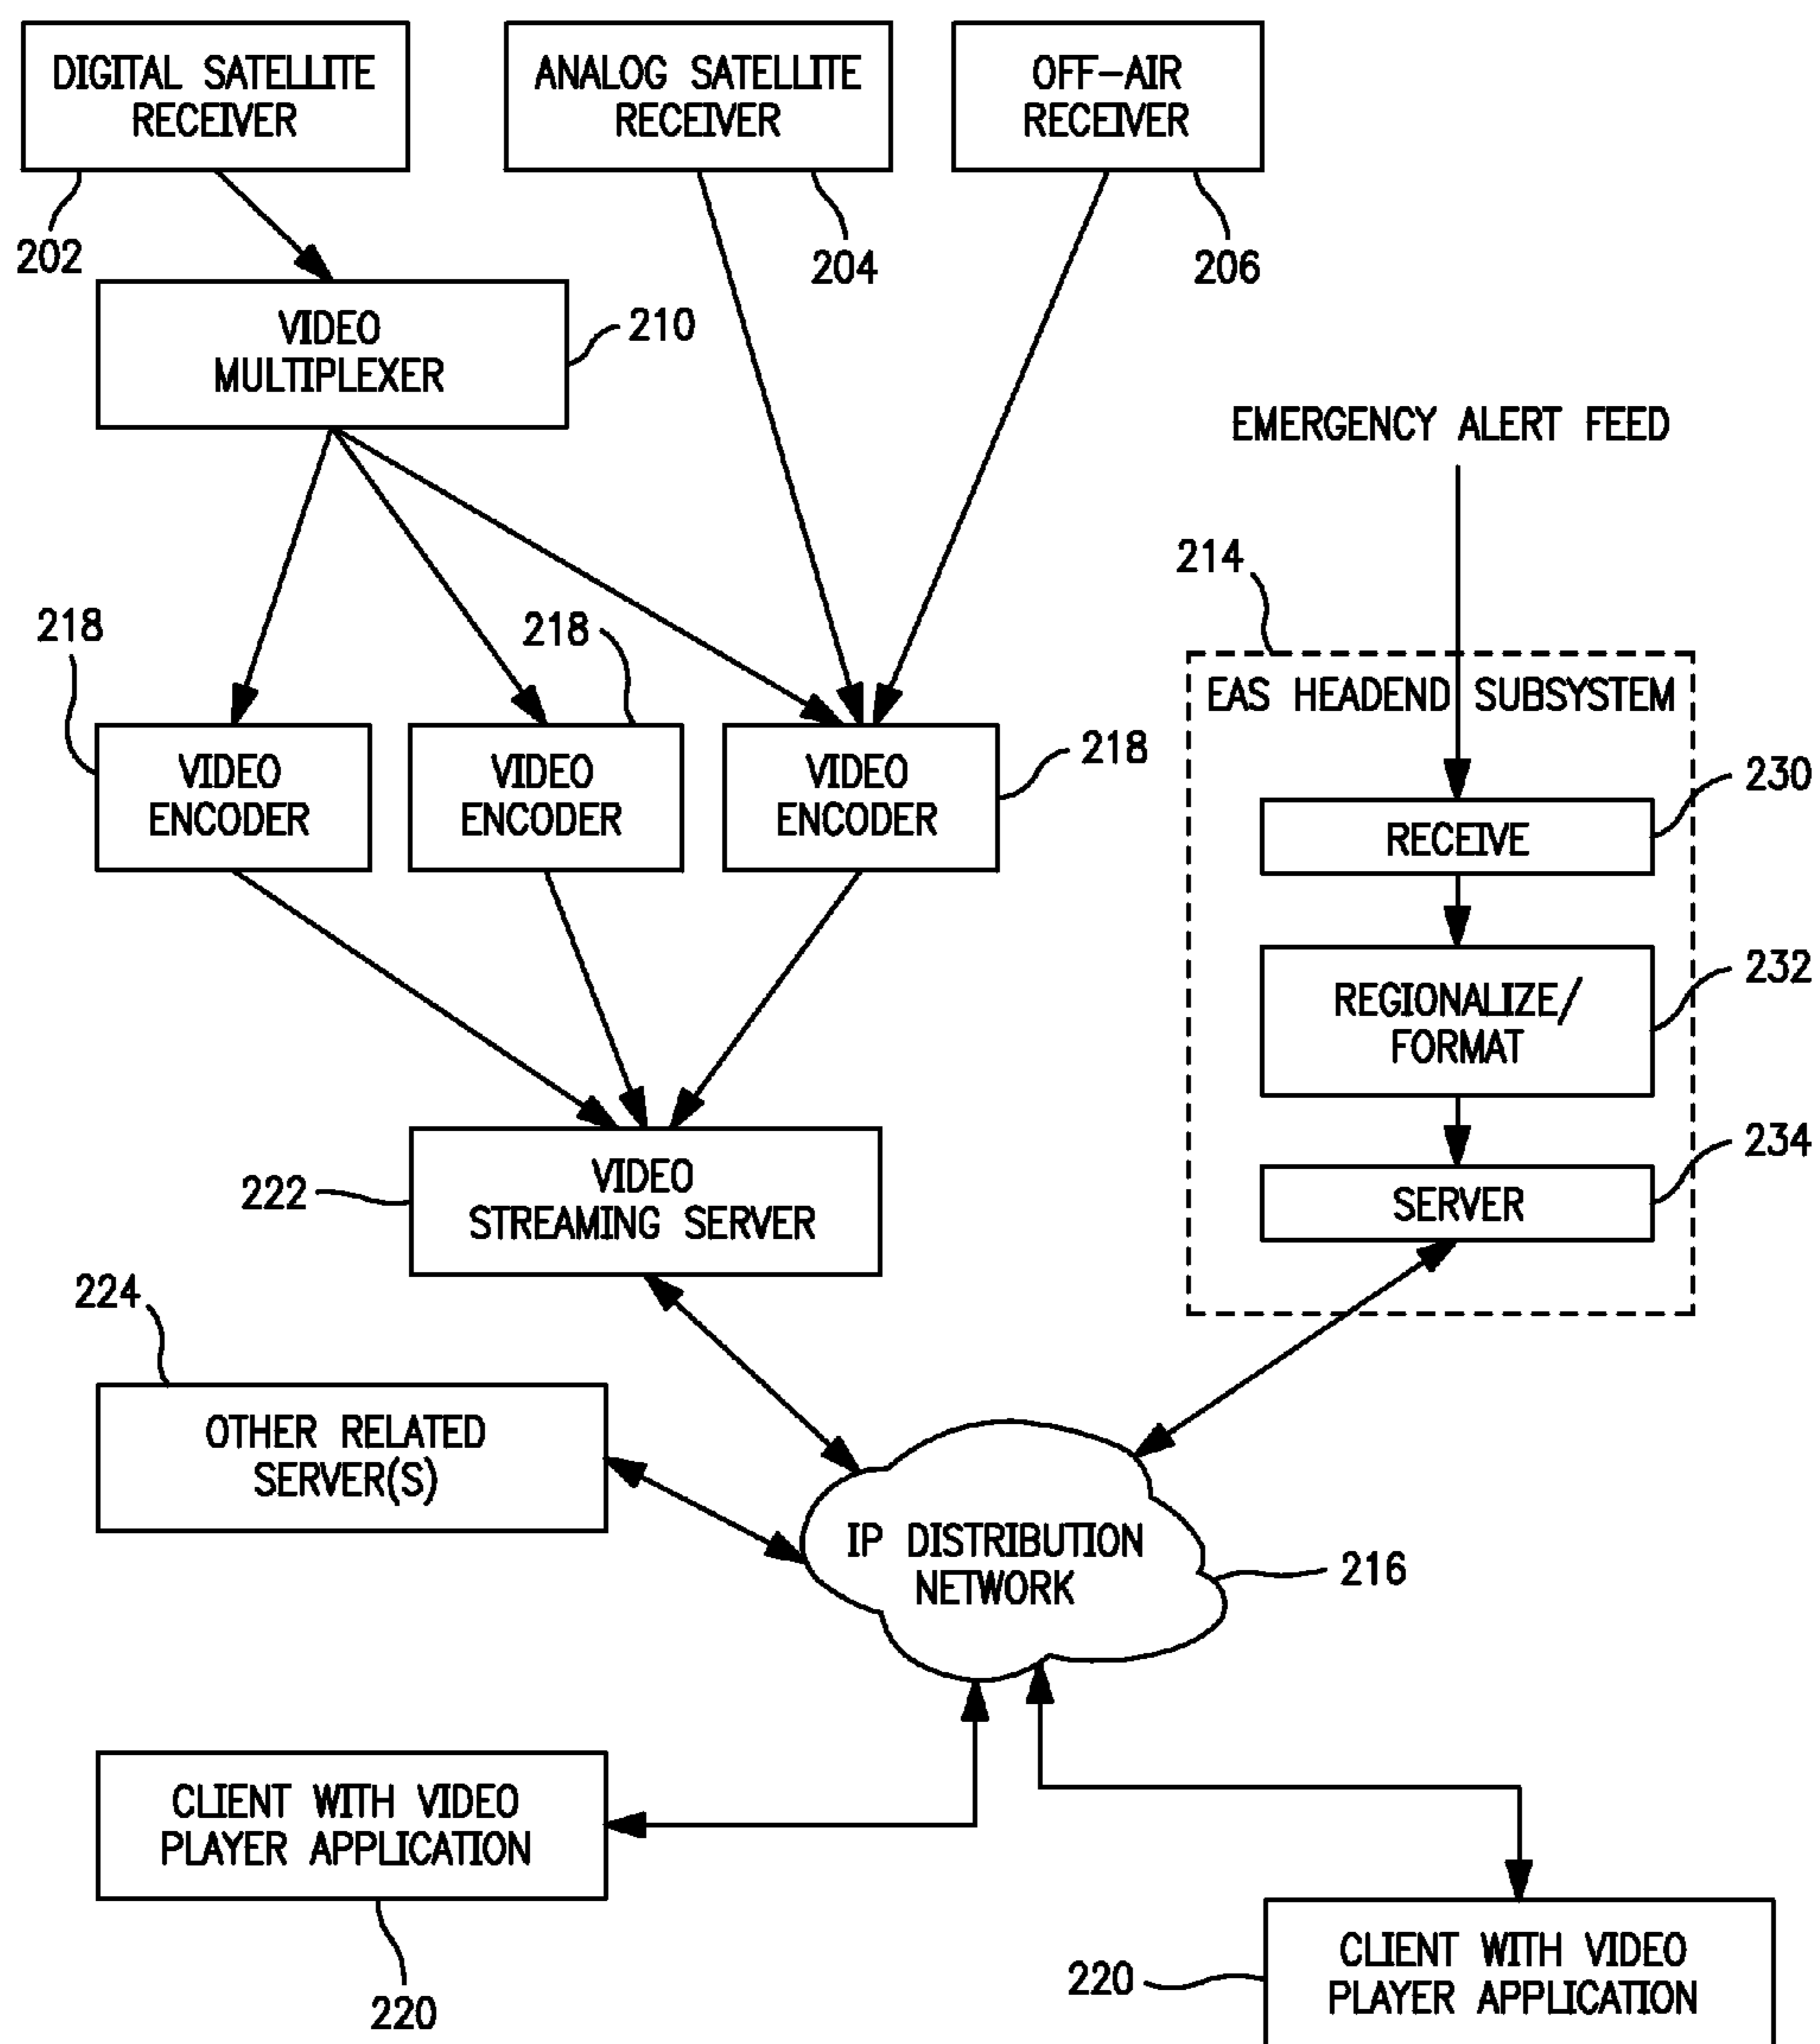 DIGITAL SATELLITE
RECEIVER
ANALOG SATELLITE
RECEIVER
OFF-AIR
RECEIVER
202
204
206
VIDEO
MULTIPLEXER
210
EMERGENCY ALERT FEED
214
218
218
EAS HEADEND SUBSYSTEM
VIDEO
ENCODER
VIDEO
ENCODER
VIDEO
ENCODER
218
230
RECEIVE
232
REGIONALIZE/
FORMAT
234
SERVER
VIDEO
STREAMING SERVER
222
224
OTHER RELATED
SERVER(S)
IP DISTRIBUTION
NETWORK
216
CLIENT WITH VIDEO
PLAYER APPLICATION
220
CLIENT WITH VIDEO
PLAYER APPLICATION
220